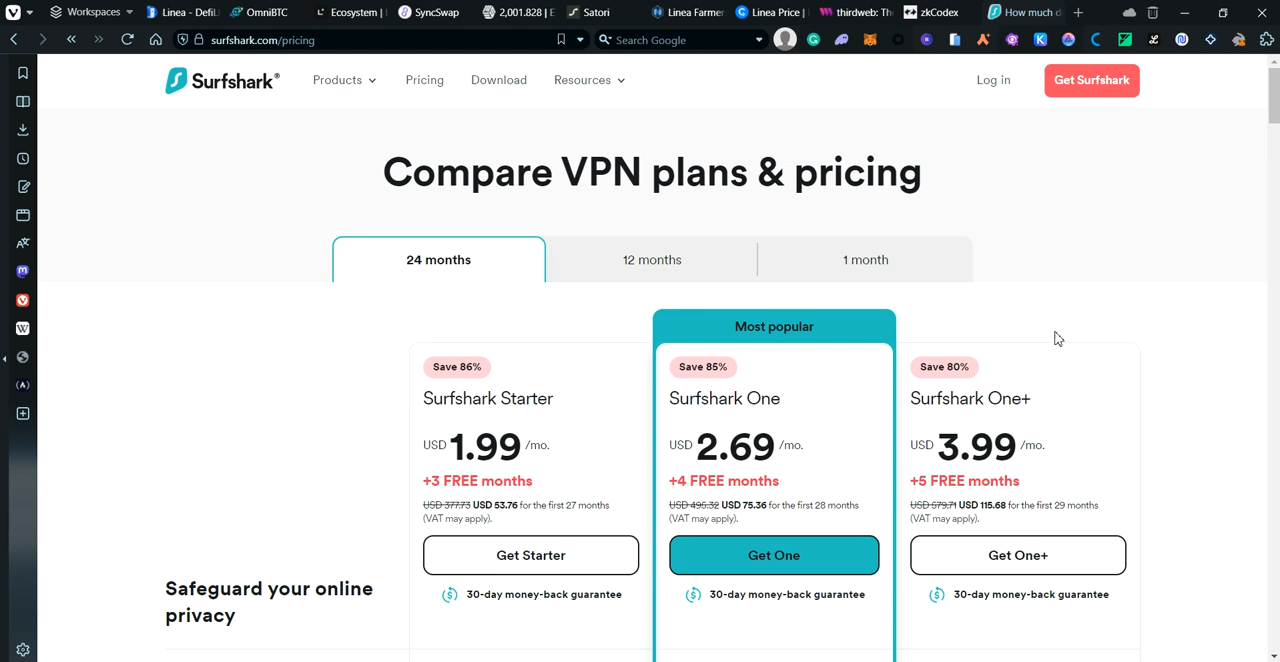 Workspaces
Linea - DefiL
OmniBTC
Ecosystem |
SyncSwap
2,001.828 | E
Satori
Linea Farmer
Linea Price |
thirdweb: The
zkCodex
How much d
surfshark.com/pricing
Search Google
Surfshark®
Products
Pricing
Download
Resources
Log in
Get Surfshark
Compare VPN plans & pricing
24 months
12 months
1 month
Most popular
Save 86%
Save 85%
Save 80%
Surfshark Starter
Surfshark One
Surfshark One+
USD 1.99 /mo.
USD 2.69 /mo.
USD 3.99 /mo.
+3 FREE months
+4 FREE months
+5 FREE months
USD 377.73 USD 53.76 for the first 27 months
(VAT may apply).
USD 495.32 USD 75.36 for the first 28 months
(VAT may apply).
USD 579.71 USD 115.68 for the first 29 months
(VAT may apply).
Get Starter
Get One
Get One+
30-day money-back guarantee
30-day money-back guarantee
30-day money-back guarantee
Safeguard your online
privacy